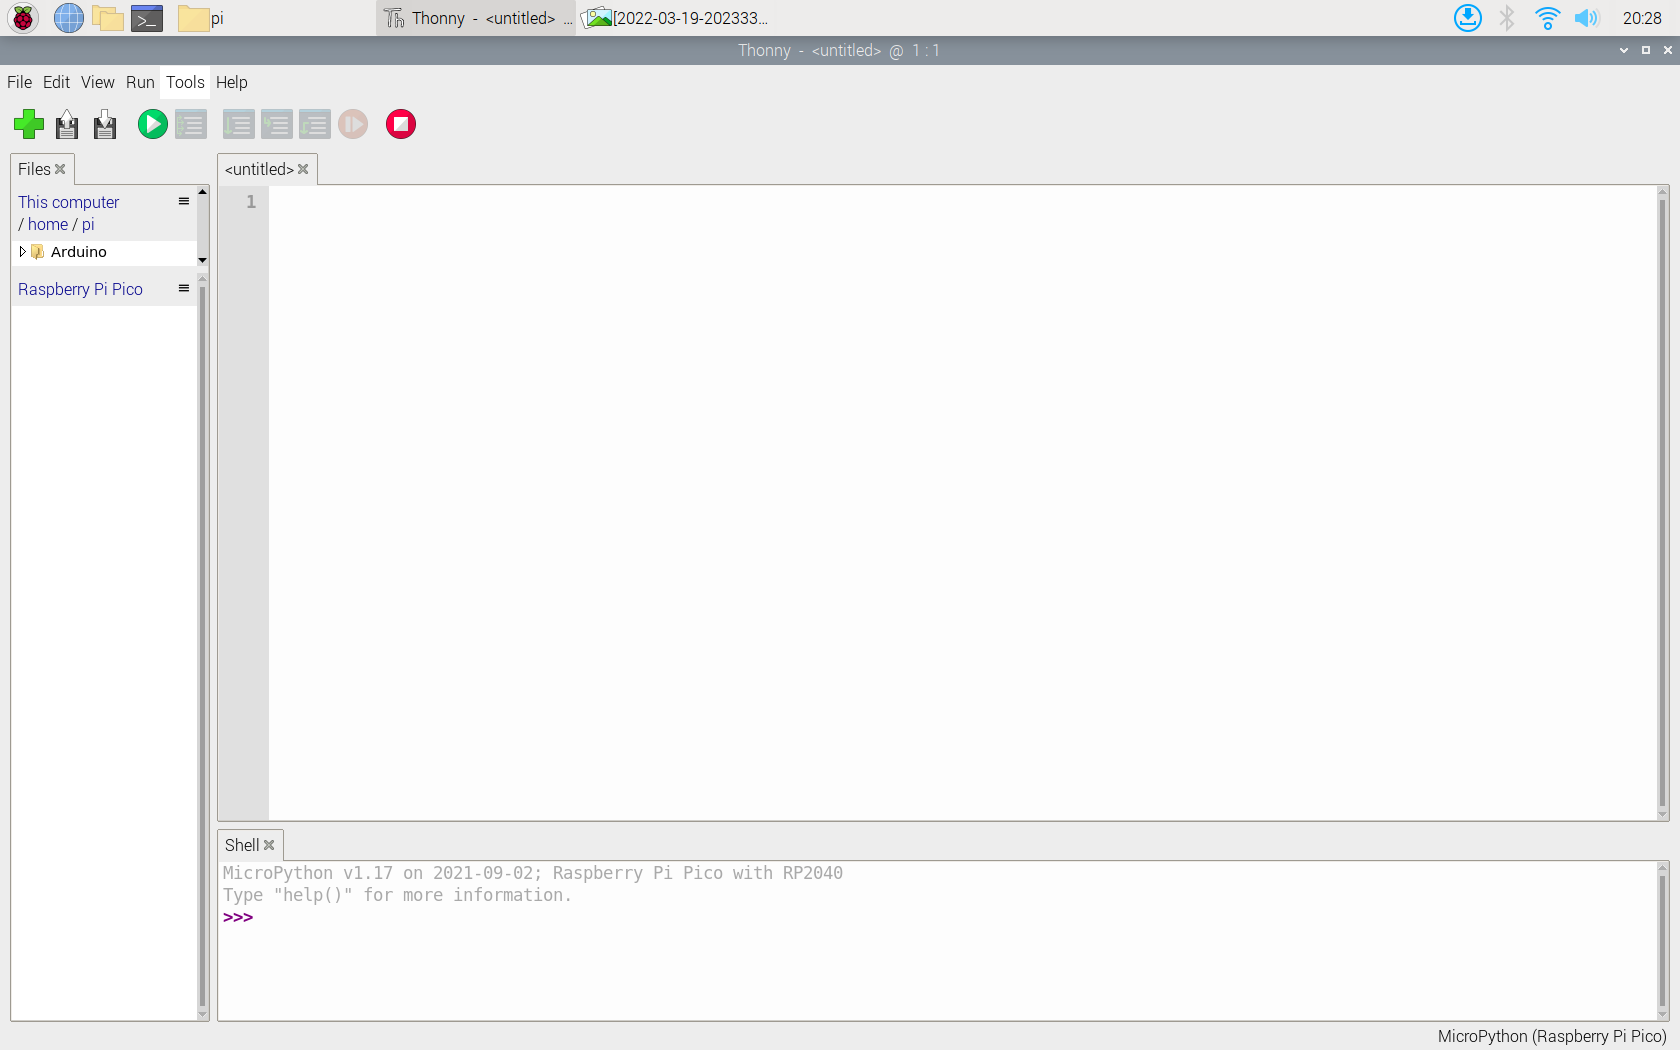 pi
Thonny - <untitled> ...
[2022-03-19-202333...
20:28
Thonny - <untitled> @ 1 : 1
File Edit View Run Tools Help
Files
<untitled>
This computer
/ home / pi
Arduino
Raspberry Pi Pico
1
Shell
MicroPython v1.17 on 2021-09-02; Raspberry Pi Pico with RP2040
Type "help()" for more information.
>>>
MicroPython (Raspberry Pi Pico)